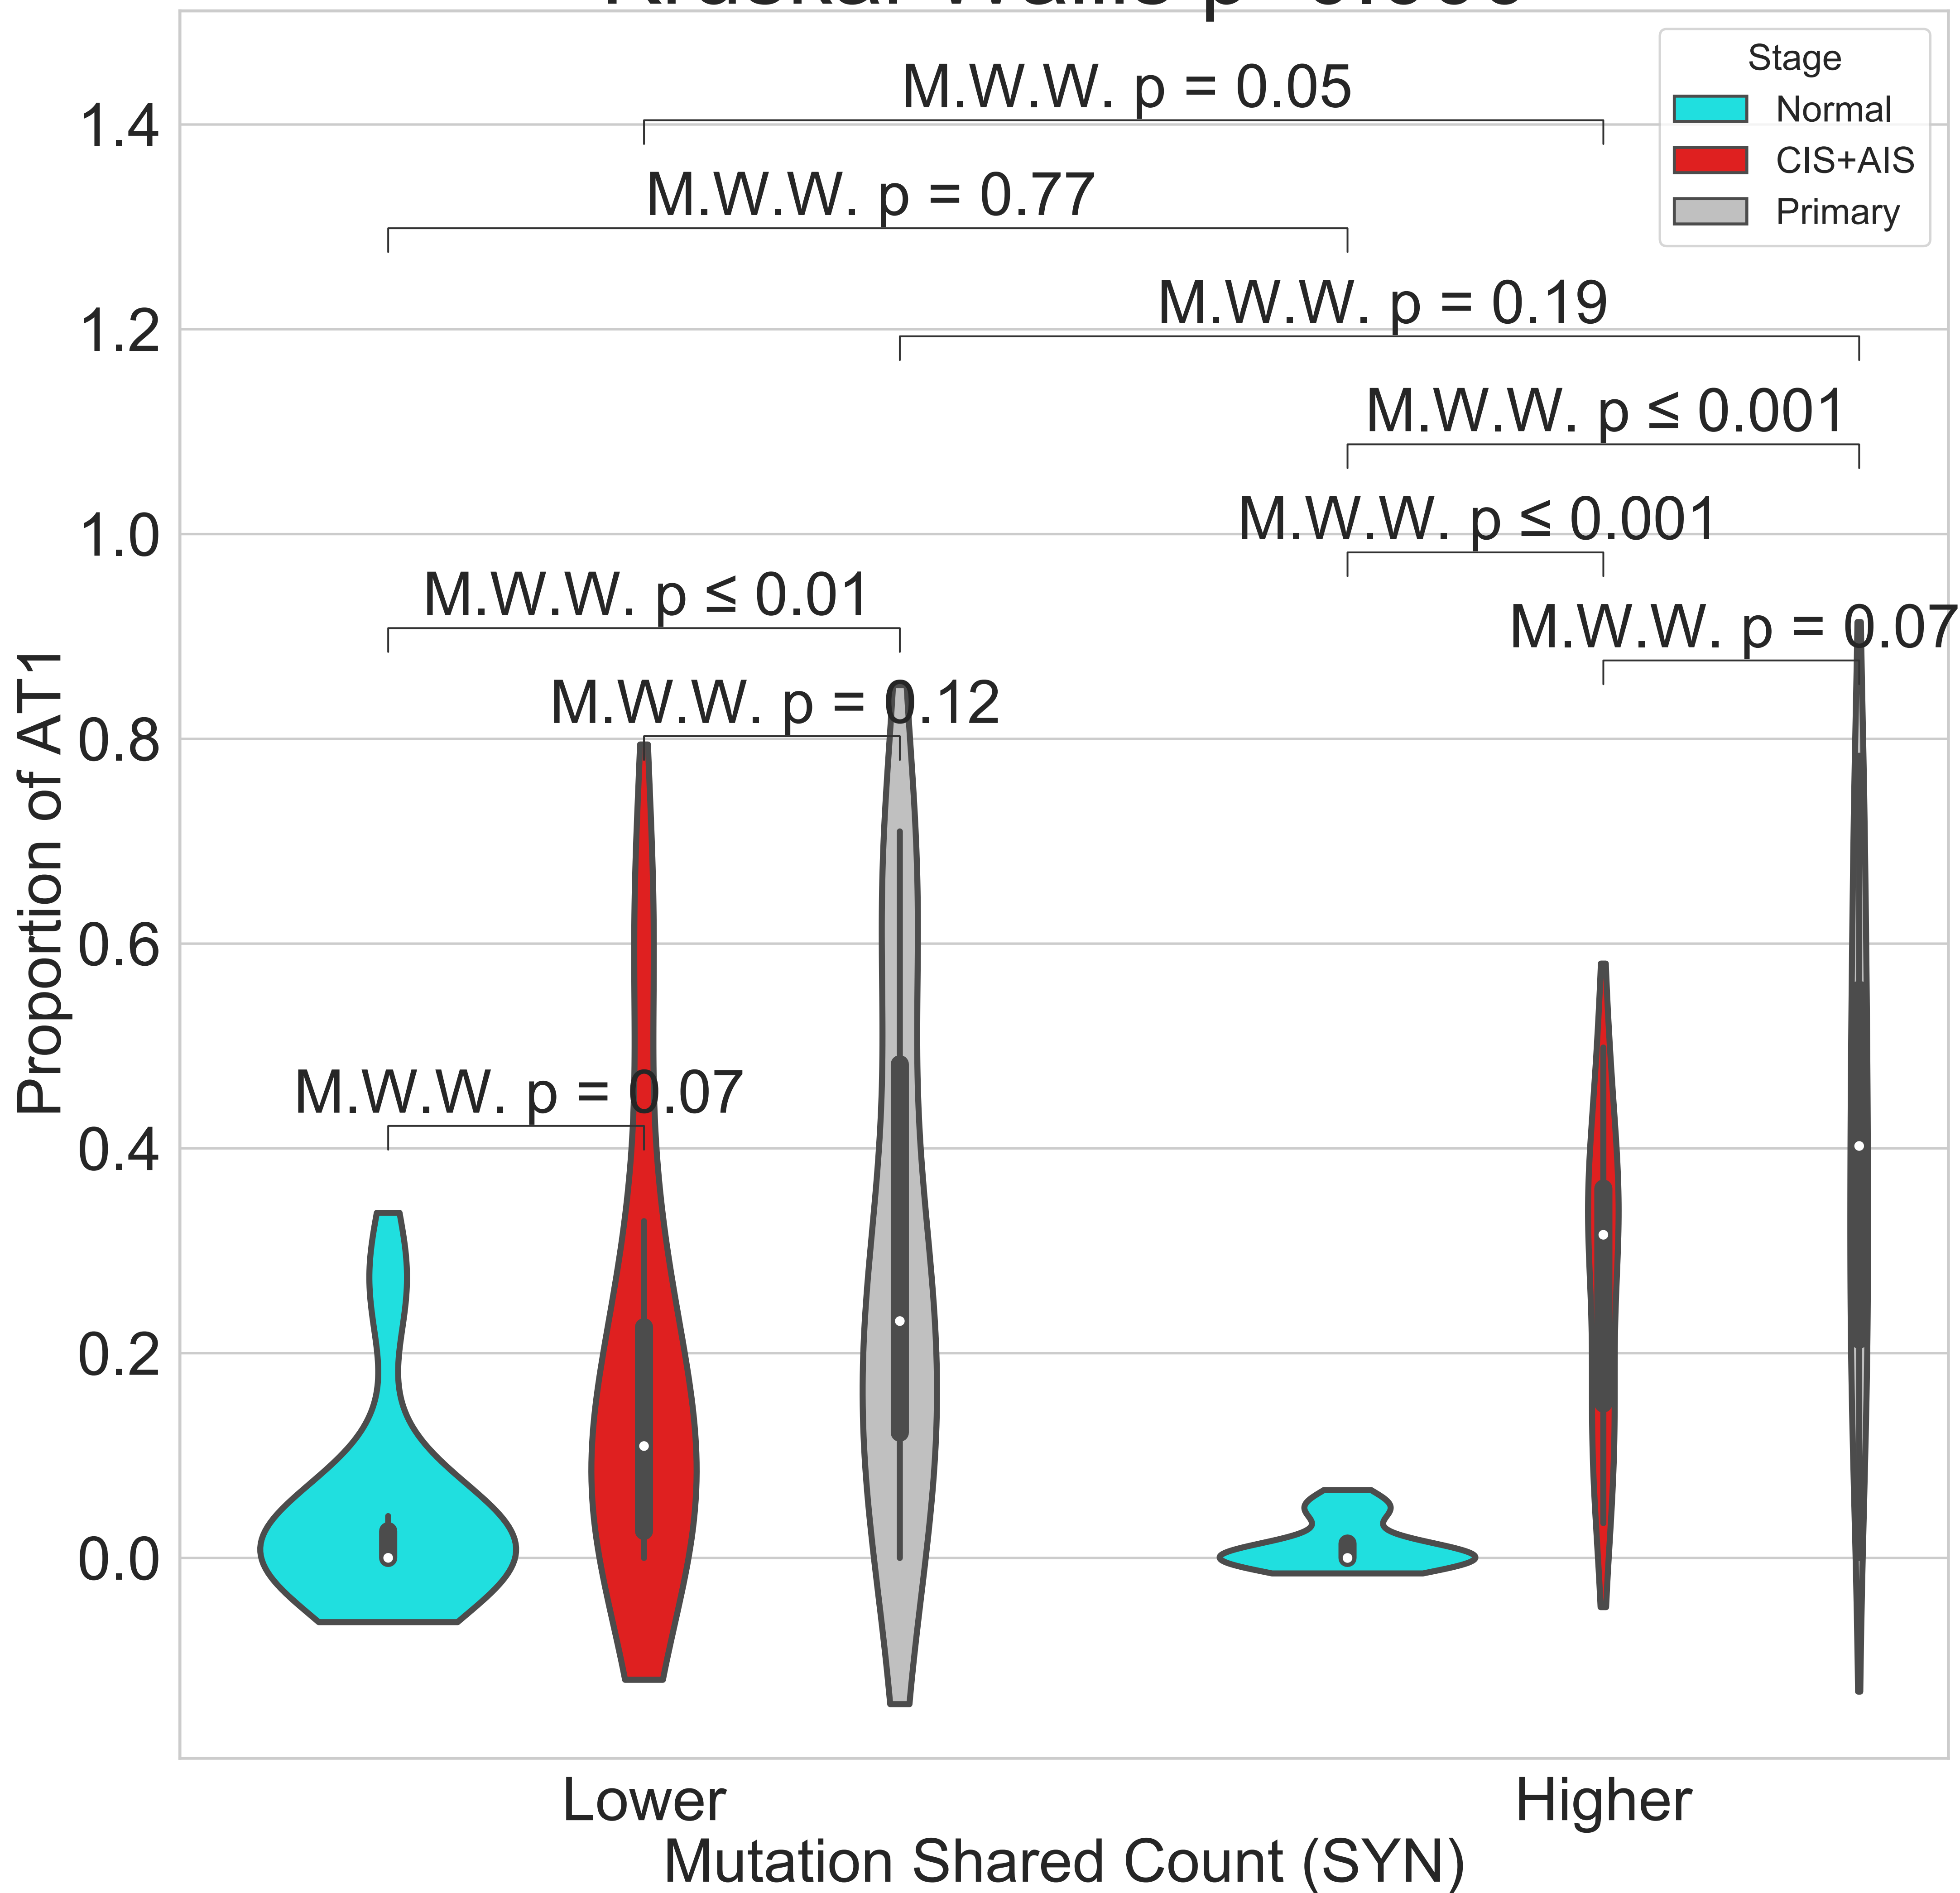 Stage
Normal
CIS+AIS
Primary
M.W.W. p = 0.05
M.W.W. p = 0.77
M.W.W. p = 0.19
M.W.W. p ≤ 0.001
M.W.W. p ≤ 0.001
M.W.W. p ≤ 0.01
M.W.W. p = 0.07
M.W.W. p = 0.12
M.W.W. p = 0.07
1.4
1.2
1.0
0.8
0.6
0.4
0.2
0.0
Proportion of AT1
Lower
Higher
Mutation Shared Count (SYN)